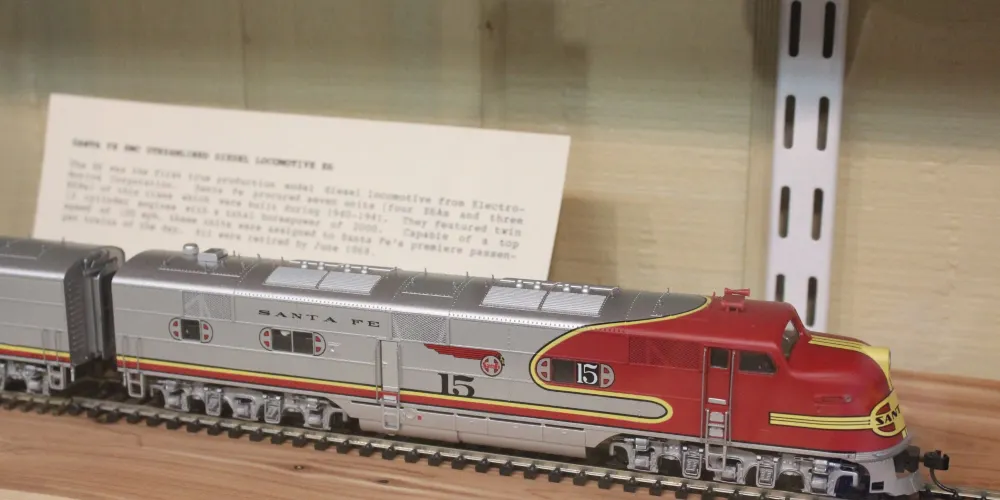 SANTA FE EMC STREAMLINED DIESEL LOCOMOTIVE E6
The E6 was the first true production model diesel locomotive from Electro-
Motive Corporation. Santa Fe procured seven units (four E6As and three
E6Bs) of this class which were built during 1940-1941. They featured twin
12 cylinder engines with a total horsepower of 2000. Capable of a top
speed of mph, these units were assigned to Santa Fe's premiere passen-
ger trains of the day. All were retired by June 1968.
SANTA FE
15
15
SANTA